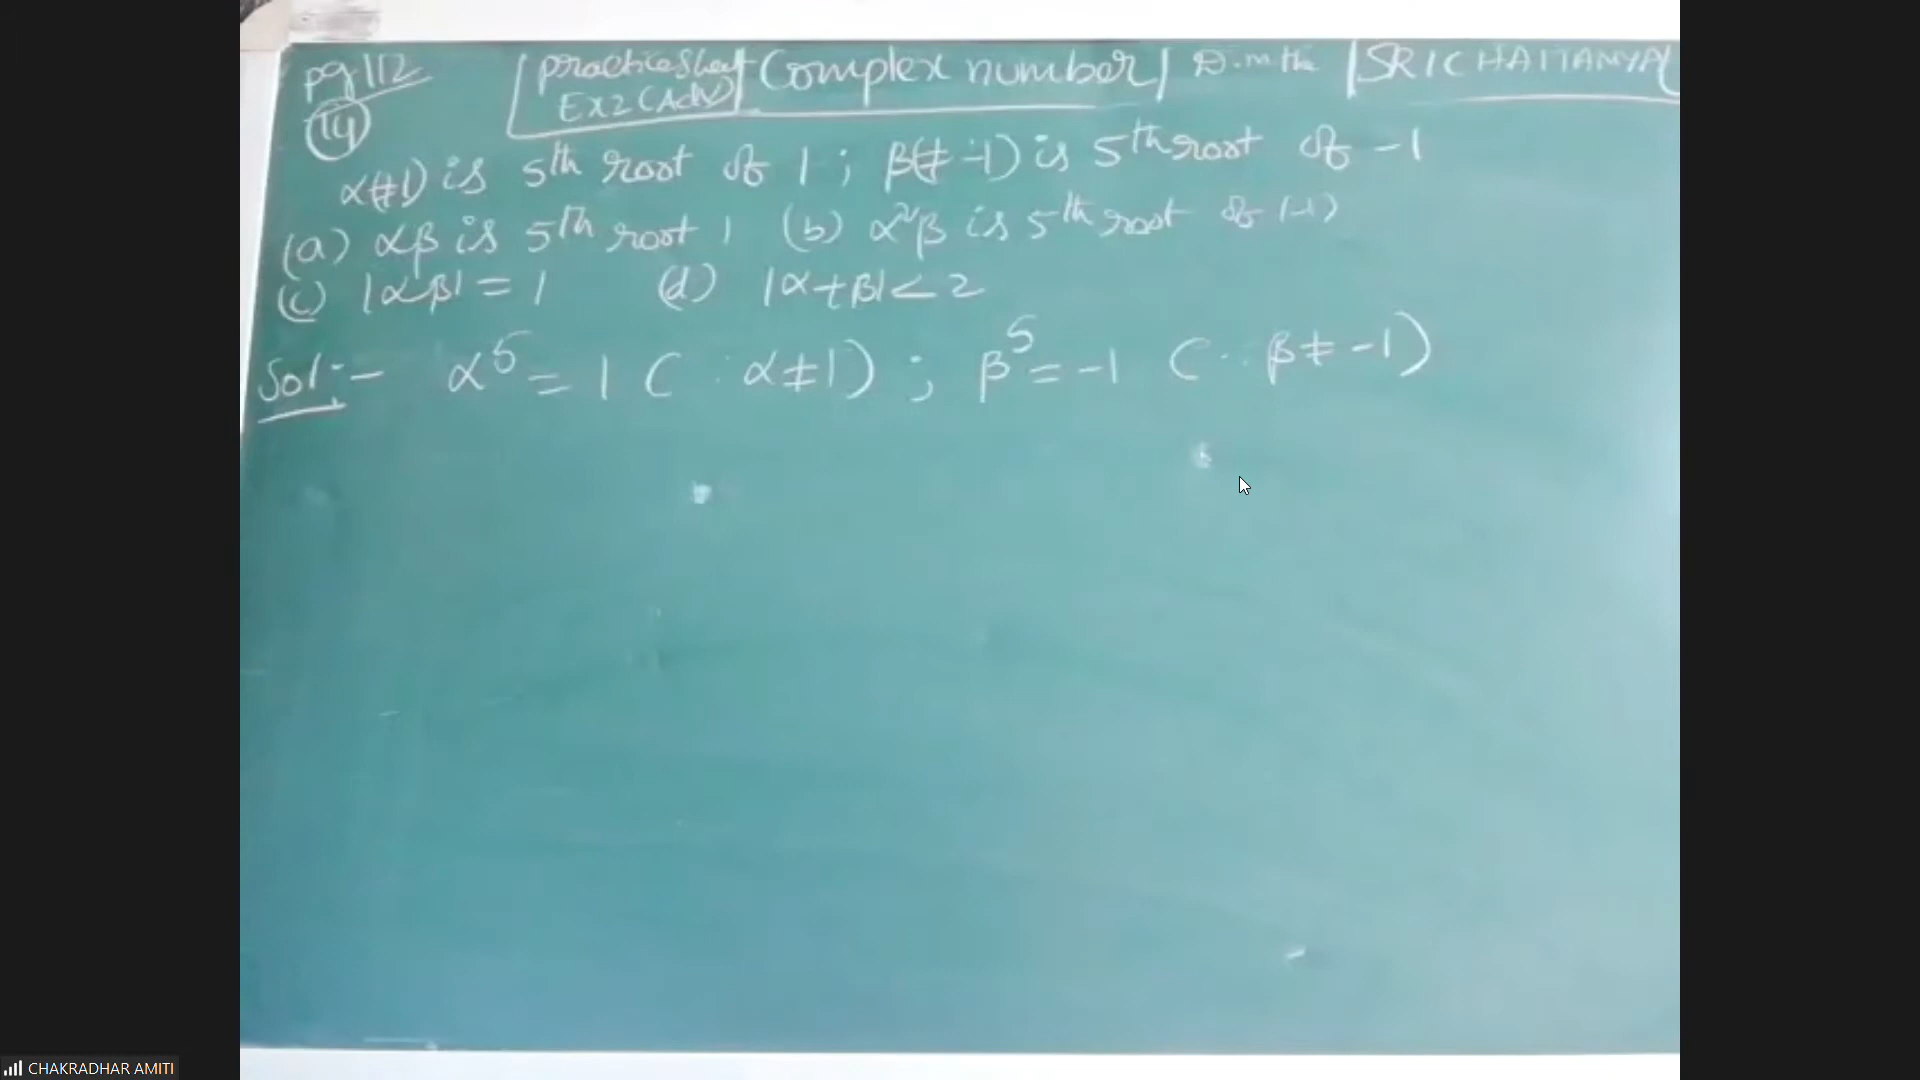 pg 112 practice sheet Complex number D.m the SRICHAITANYA
Ex2 (Adv)
14
α(≠1) is 5th root of 1 ; β(≠ -1) is 5th root of -1
(a) αβ is 5th root 1 (b) α²β is 5th root of (-1)
(c) |αβ| = 1 (d) |α+β| < 2
Sol:- α⁵ = 1 (∵ α≠1) ; β⁵ = -1 (∵ β≠ -1)
CHAKRADHAR AMITI